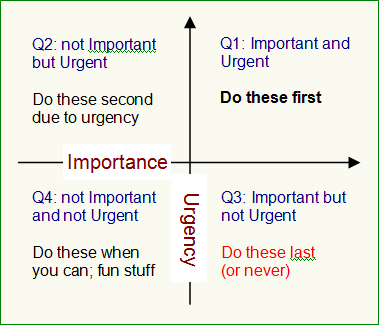 Q2: not Important
but Urgent
Do these second
due to urgency
Q1: Important and
Urgent
Do these first
Importance
Urgency
Q4: not Important
and not Urgent
Do these when
you can; fun stuff
Q3: Important but
not Urgent
Do these last
(or never)